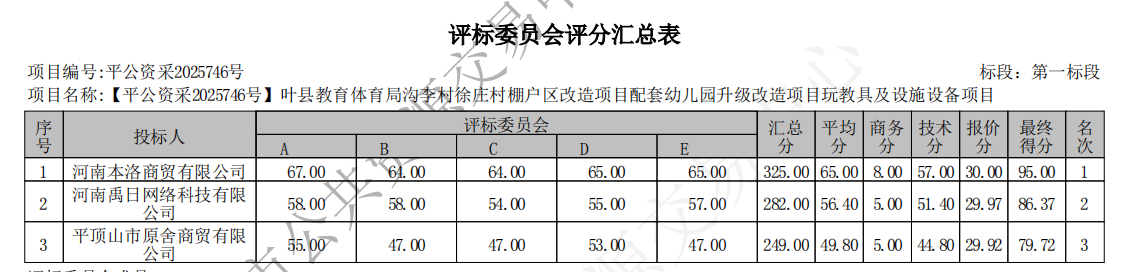 评标委员会评分汇总表
项目编号:平公资采2025746号 标段：第一标段
项目名称:【平公资采2025746号】叶县教育体育局沟李村徐庄村棚户区改造项目配套幼儿园升级改造项目玩教具及设施设备项目
序号 投标人 评标委员会 汇总分 平均分 商务分 技术分 报价分 最终得分 名次
A B C D E
1 河南本洛商贸有限公司 67.00 64.00 64.00 65.00 65.00 325.00 65.00 8.00 57.00 30.00 95.00 1
2 河南禹日网络科技有限公司 58.00 58.00 54.00 55.00 57.00 282.00 56.40 5.00 51.40 29.97 86.37 2
3 平顶山市原舍商贸有限公司 55.00 47.00 47.00 53.00 47.00 249.00 49.80 5.00 44.80 29.92 79.72 3